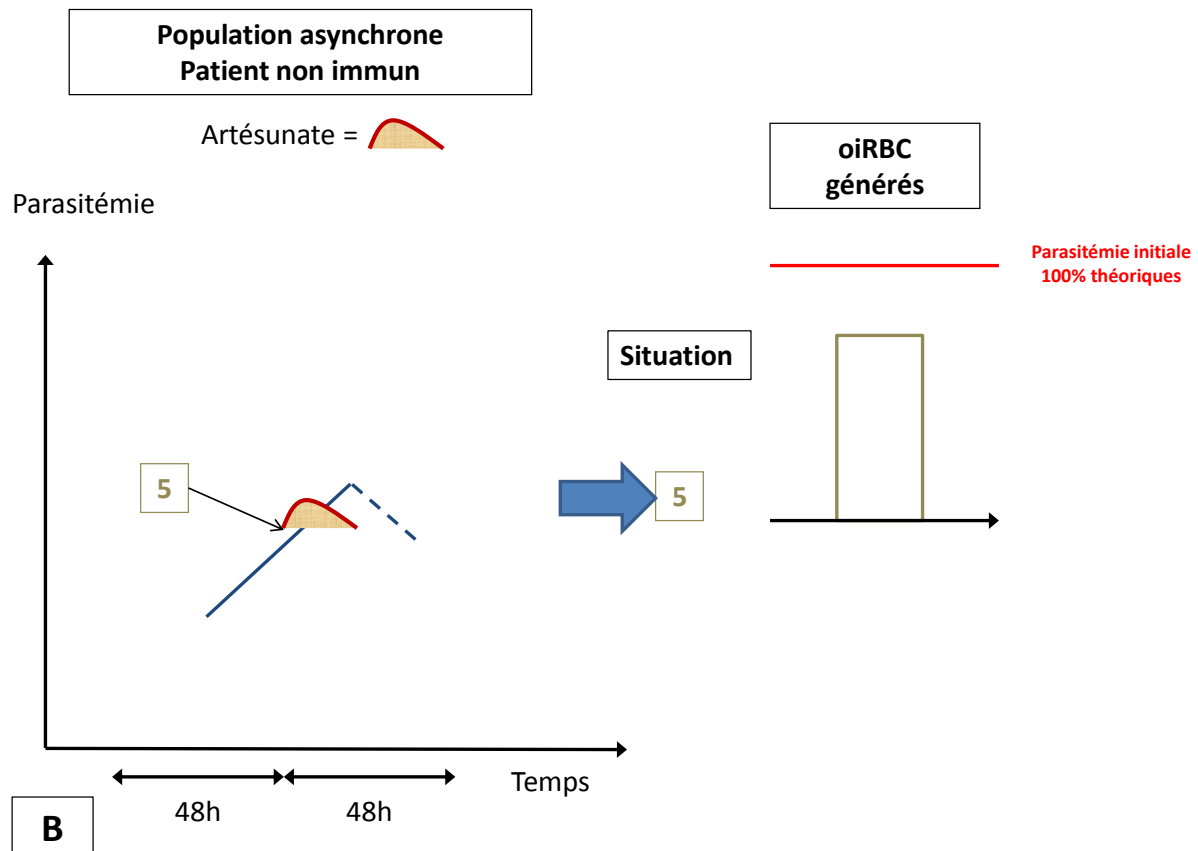 Population asynchrone
Patient non immun
Artésunate =
oiRBC
générés
Parasitémie
Parasitémie initiale
100% théoriques
Situation
5
5
Temps
48h
48h
B